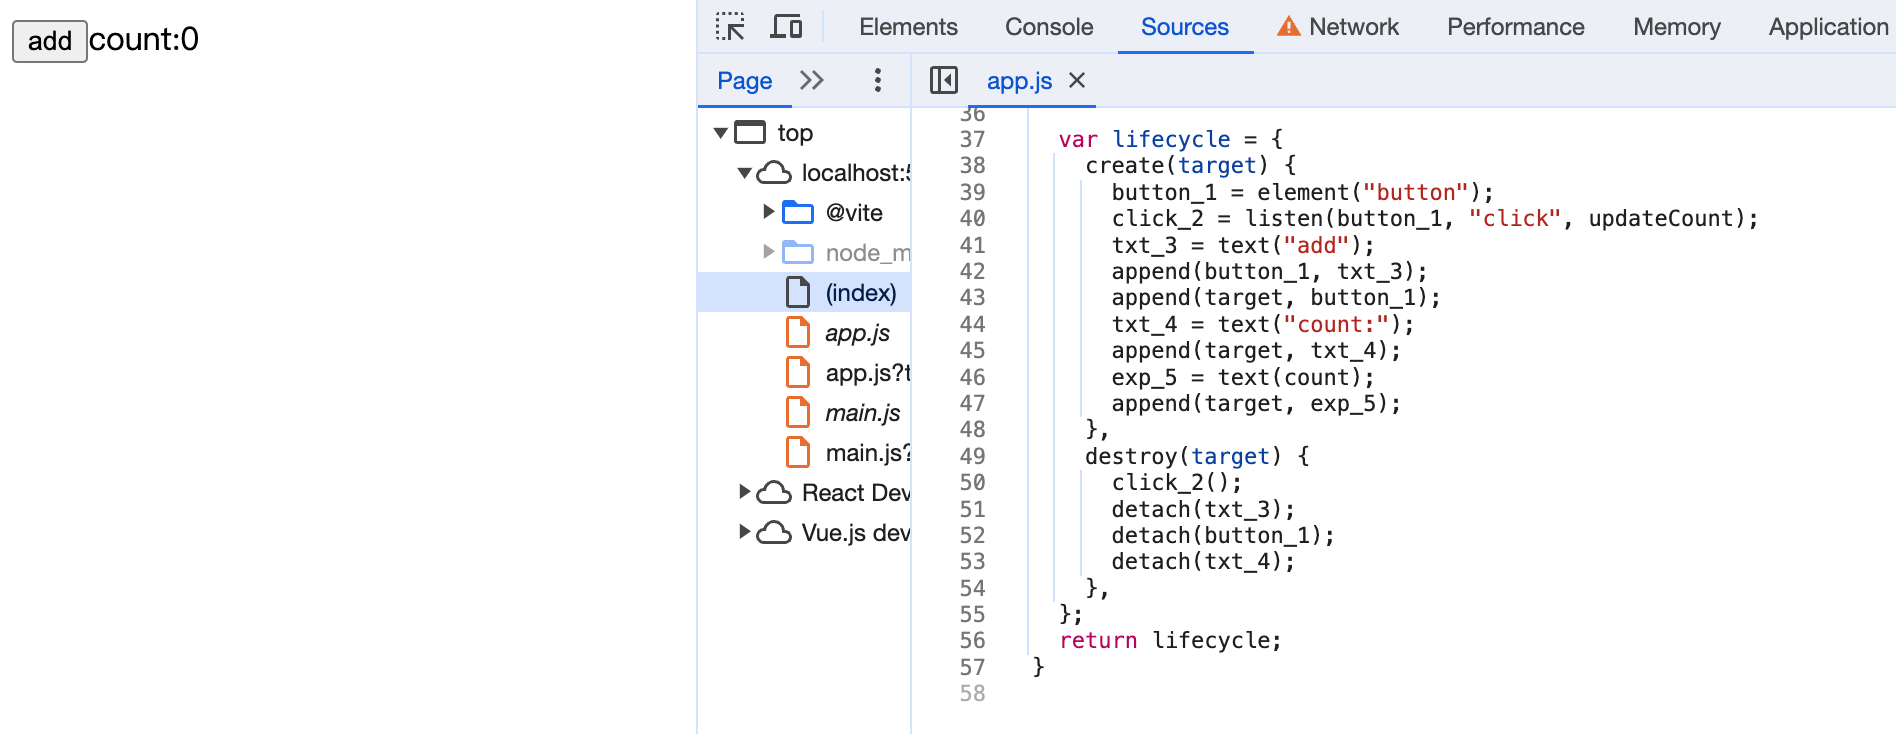 add count:0
Elements Console Sources Network Performance Memory Application
Page
app.js
top
localhost:5
@vite
node_m
(index)
app.js
app.js?t
main.js
main.js?
React Dev
Vue.js dev
36
37 var lifecycle = {
38 create(target) {
39 button_1 = element("button");
40 click_2 = listen(button_1, "click", updateCount);
41 txt_3 = text("add");
42 append(button_1, txt_3);
43 append(target, button_1);
44 txt_4 = text("count:");
45 append(target, txt_4);
46 exp_5 = text(count);
47 append(target, exp_5);
48 },
49 destroy(target) {
50 click_2();
51 detach(txt_3);
52 detach(button_1);
53 detach(txt_4);
54 },
55 };
56 return lifecycle;
57 }
58